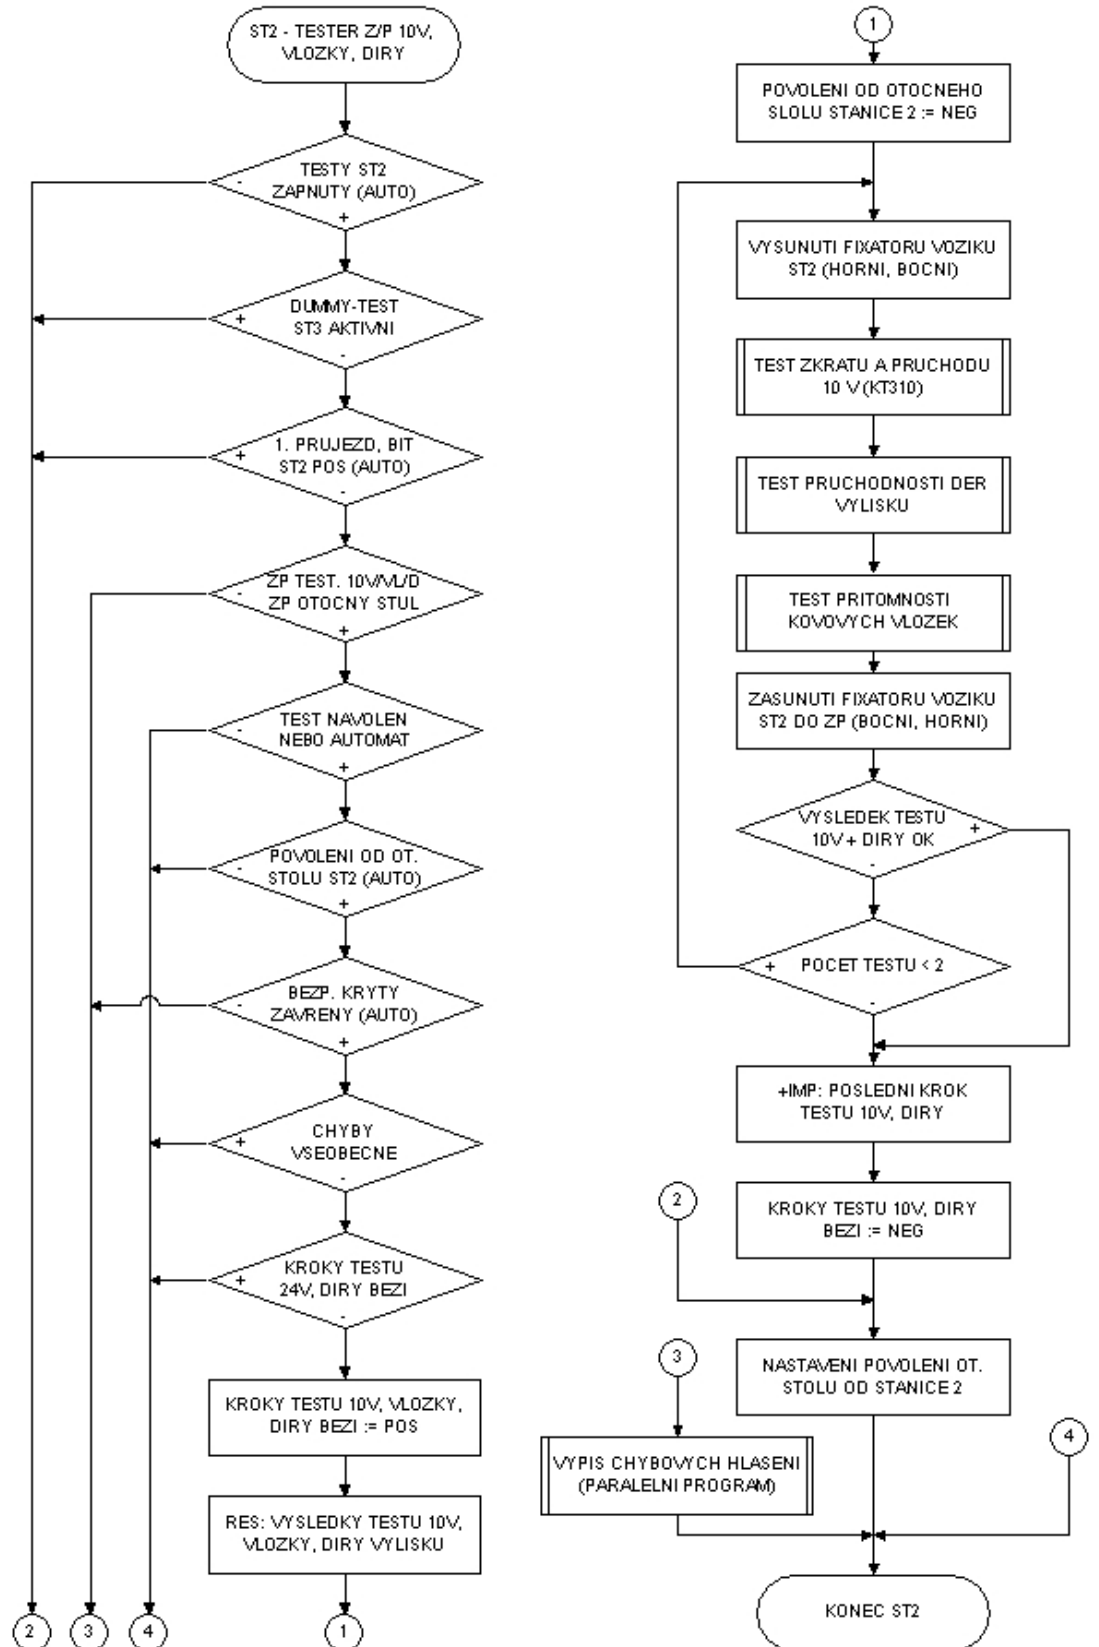 ST2 - TESTER Z/P 10V,
VLOZKY, DIRY
TESTY ST2
ZAPNUTY (AUTO)
-
+
DUMMY-TEST
ST3 AKTIVNI
+
-
1. PRUJEZD, BIT
ST2 POS (AUTO)
+
-
ZP TEST. 10V/VL/D
ZP OTOCNY STUL
-
+
TEST NAVOLEN
NEBO AUTOMAT
-
+
POVOLENI OD OT.
STOLU ST2 (AUTO)
-
+
BEZP. KRYTY
ZAVRENY (AUTO)
-
+
CHYBY
VSEOBECNE
+
-
KROKY TESTU
24V, DIRY BEZI
+
-
KROKY TESTU 10V, VLOZKY,
DIRY BEZI := POS
RES: VYSLEDKY TESTU 10V,
VLOZKY, DIRY VYLISKU
2
3
4
1
1
POVOLENI OD OTOCNEHO
SLOLU STANICE 2 := NEG
VYSUNUTI FIXATORU VOZIKU
ST2 (HORNI, BOCNI)
TEST ZKRATU A PRUCHODU
10 V (KT310)
TEST PRUCHODNOSTI DER
VYLISKU
TEST PRITOMNOSTI
KOVOVYCH VLOZEK
ZASUNUTI FIXATORU VOZIKU
ST2 DO ZP (BOCNI, HORNI)
VYSLEDEK TESTU
10V + DIRY OK
+
-
POCET TESTU < 2
+
-
+IMP: POSLEDNI KROK
TESTU 10V, DIRY
KROKY TESTU 10V, DIRY
BEZI := NEG
2
NASTAVENI POVOLENI OT.
STOLU OD STANICE 2
3
VYPIS CHYBOVYCH HLASENI
(PARALELNI PROGRAM)
4
KONEC ST2